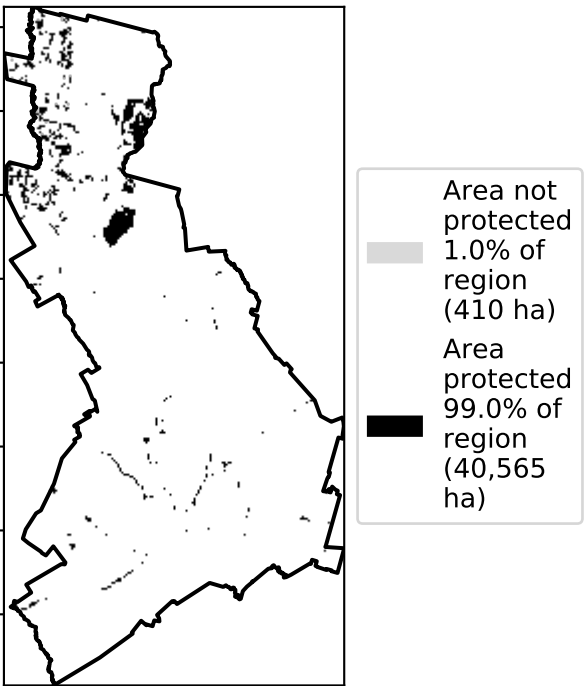 Area not
protected
1.0% of
region
(410 ha)
Area
protected
99.0% of
region
(40,565
ha)